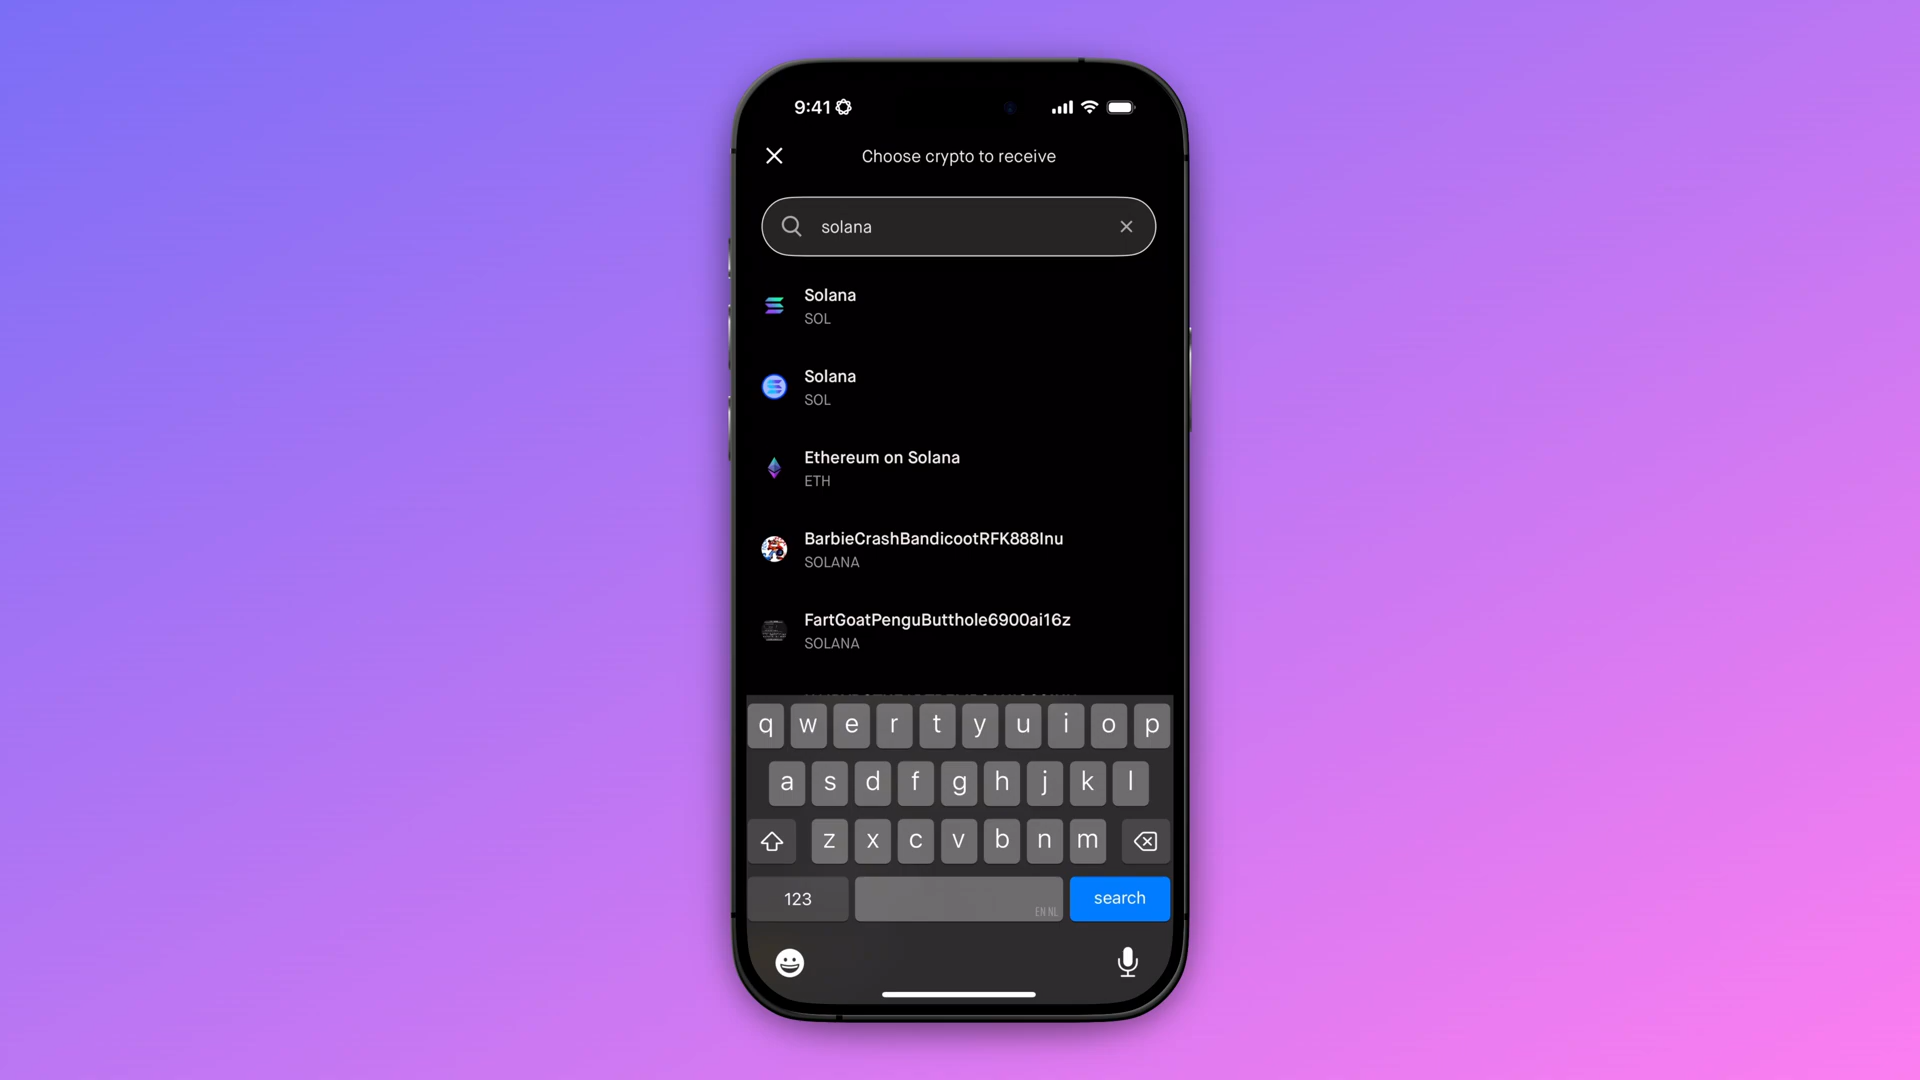 9:41
Choose crypto to receive
solana
Solana
SOL
Solana
SOL
Ethereum on Solana
ETH
BarbieCrashBandicootRFK888Inu
SOLANA
FartGoatPenguButthole6900ai16z
SOLANA
q w e r t y u i o p
a s d f g h j k l
z x c v b n m
123
EN NL
search